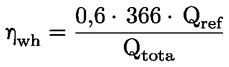 η_wh = (0,6 · 366 · Q_ref) / Q_tota